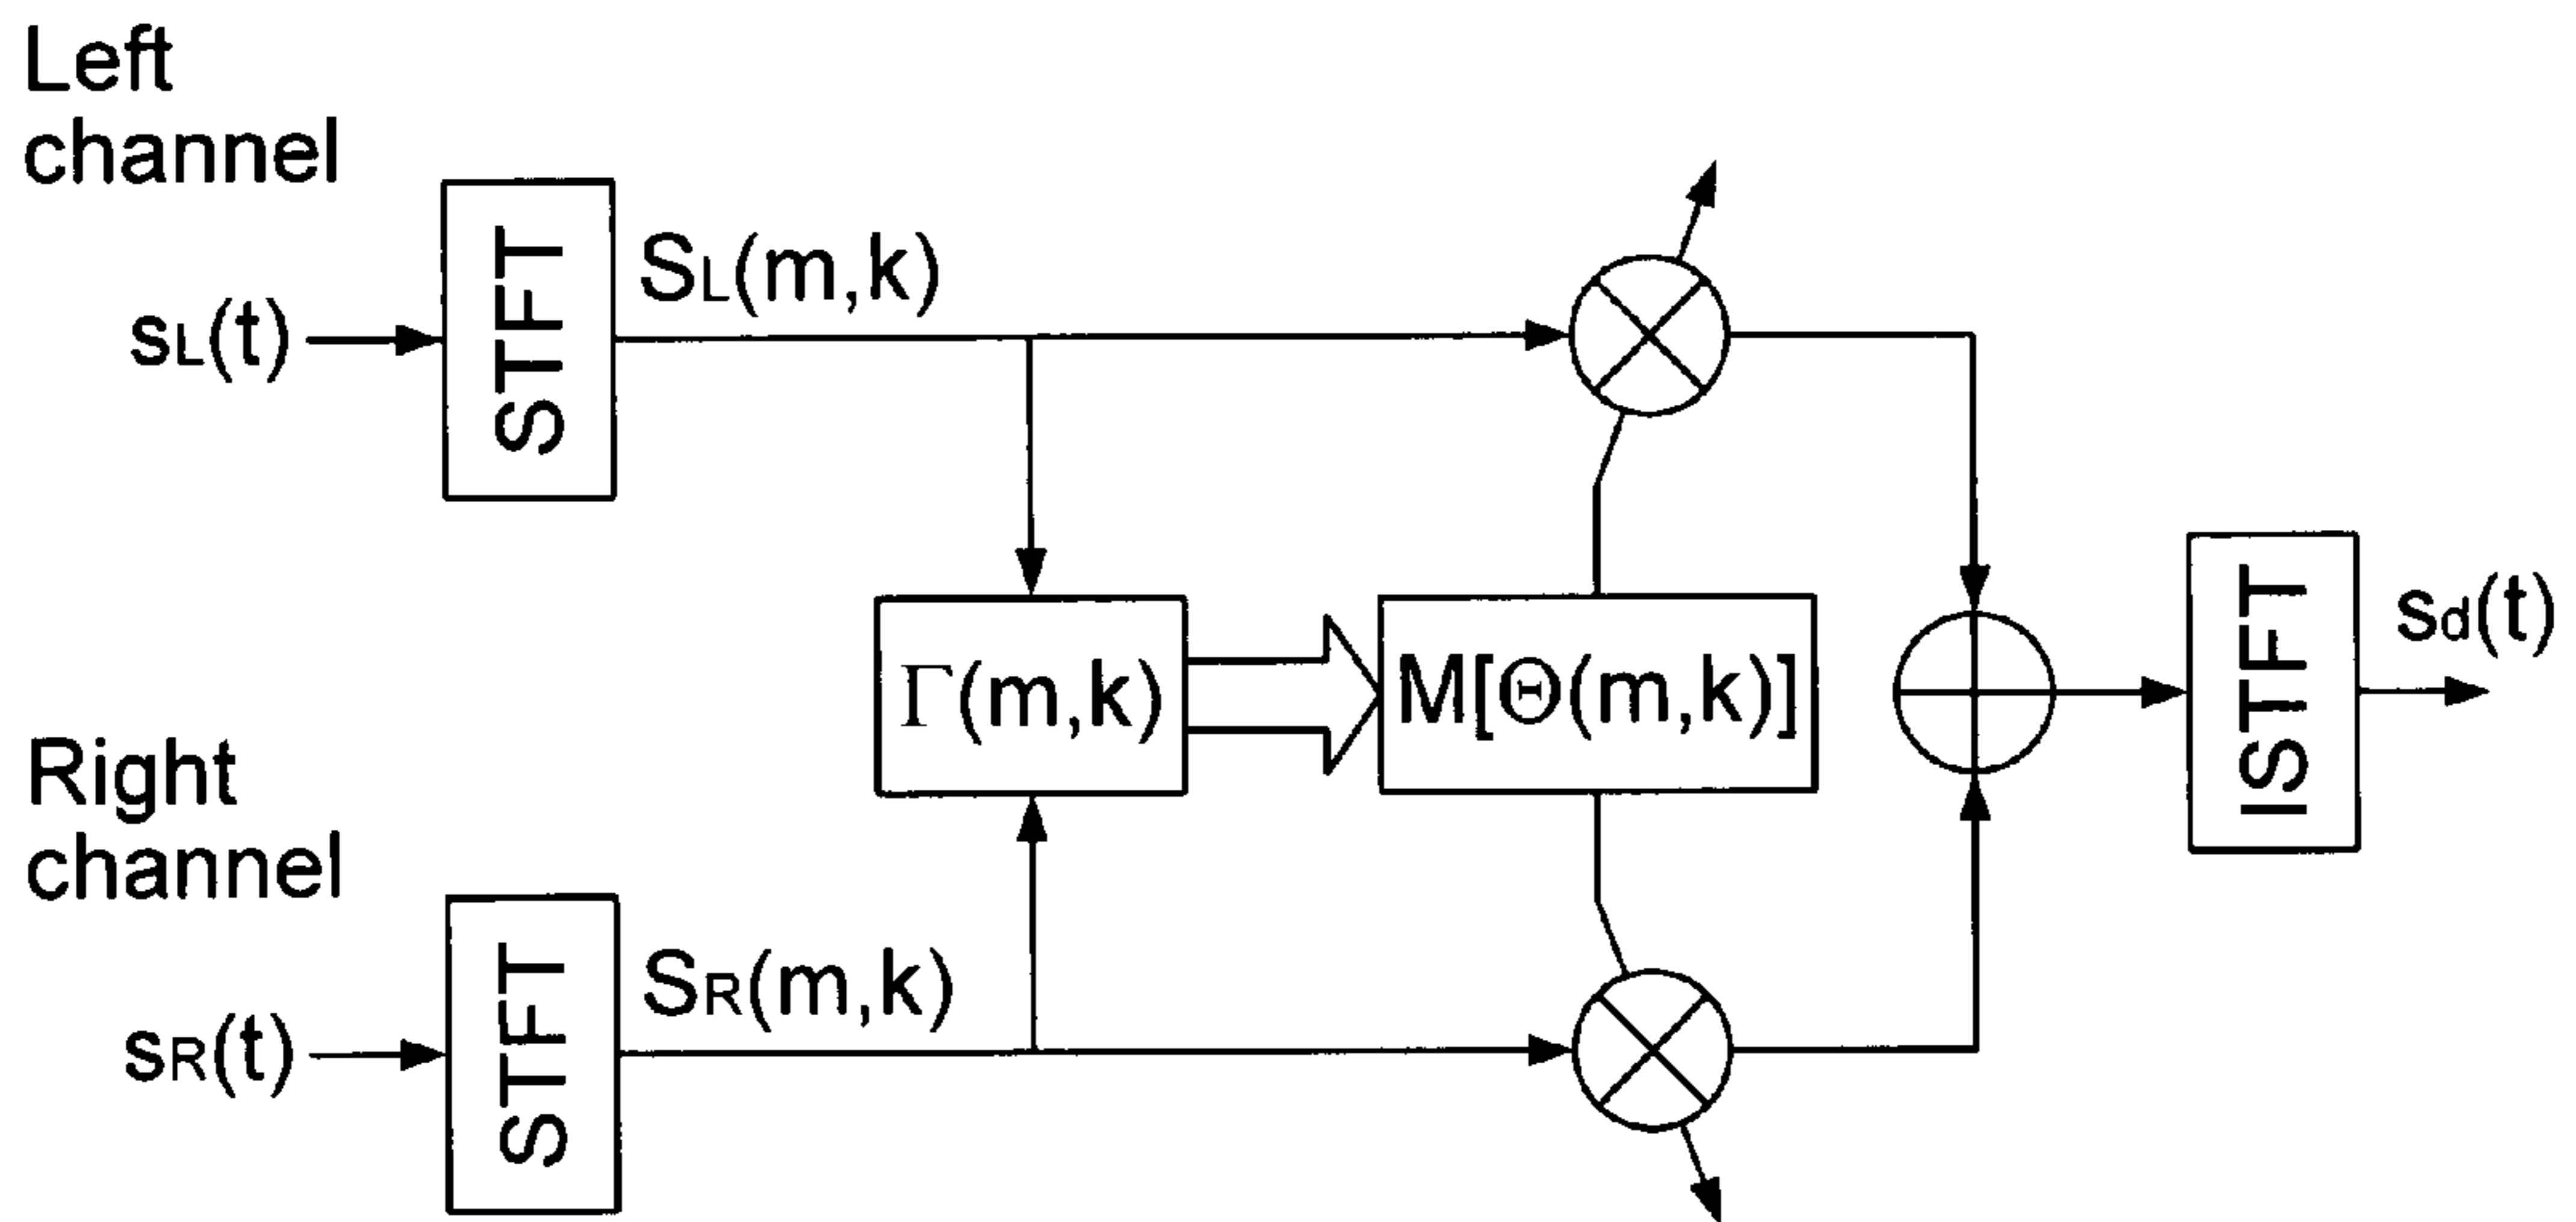 Left
channel
sL(t)
STFT
SL(m,k)
Γ(m,k)
M[Θ(m,k)]
ISTFT
sd(t)
Right
channel
sR(t)
STFT
SR(m,k)